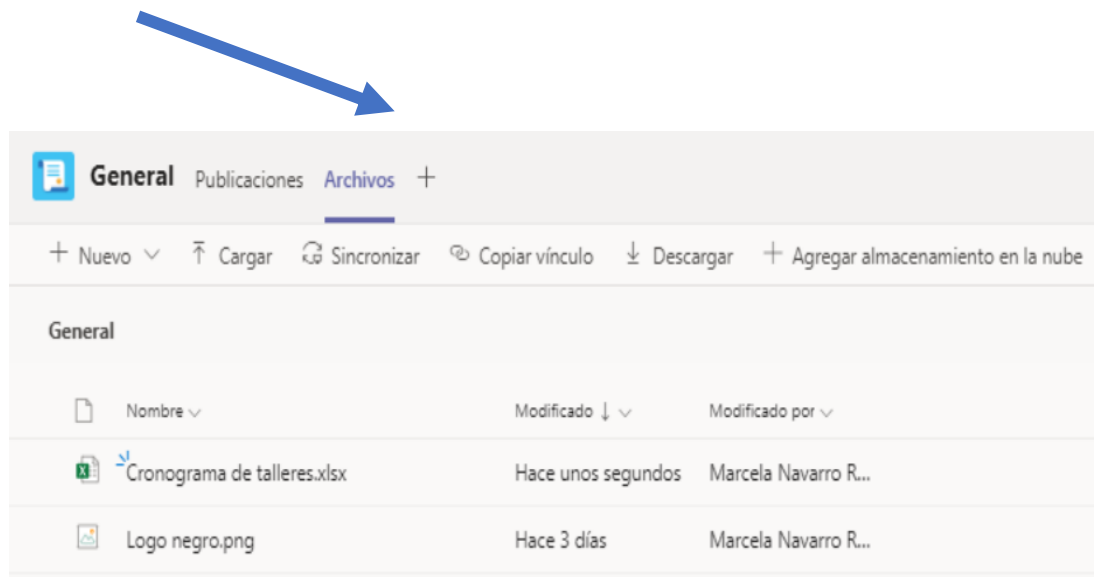 General Publicaciones Archivos +
+ Nuevo Cargar Sincronizar Copiar vínculo Descargar + Agregar almacenamiento en la nube
General
Nombre Modificado ↓ Modificado por
Cronograma de talleres.xlsx Hace unos segundos Marcela Navarro R...
Logo negro.png Hace 3 días Marcela Navarro R...